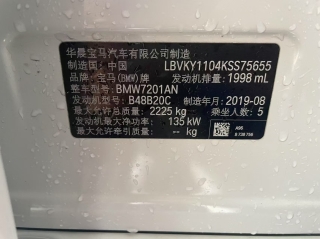 华晨宝马汽车有限公司制造
制造国：中国 LBVKY1104KSS75655
品牌：宝马(BMW)牌 发动机排量：1998 mL
整车型号：BMW7201AN
发动机型号：B48B20C 制造年月：2019-08
最大允许总质量：2225 kg 乘坐人数：5
发动机最大净功率：135 kW
最大允许牵引质量：-- kg